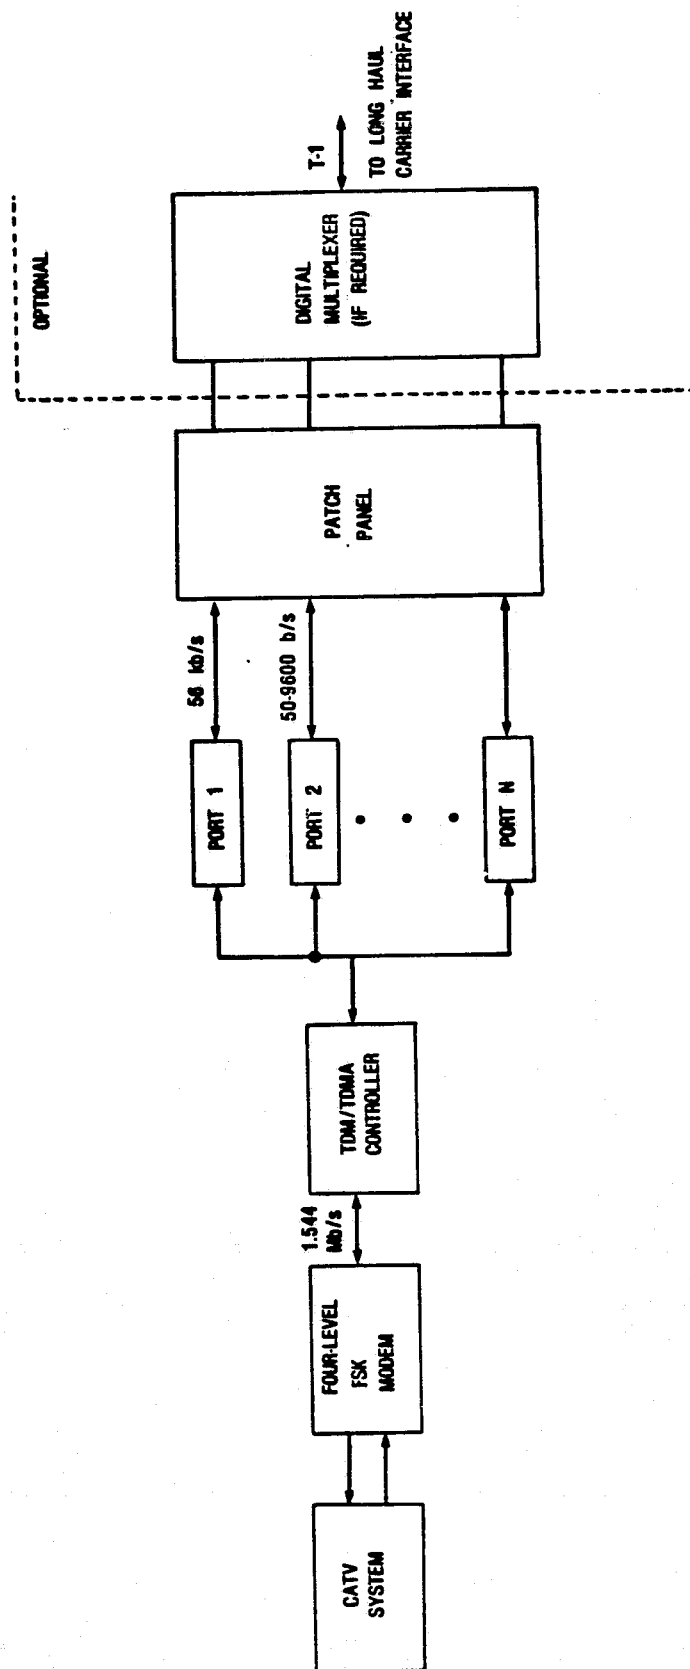 CATV
SYSTEM
FOUR-LEVEL
FSK
MODEM
1.544
Mb/s
TDM/TDMA
CONTROLLER
PORT 1
PORT 2
PORT N
56 kb/s
50-9600 b/s
PATCH
PANEL
OPTIONAL
DIGITAL
MULTIPLEXER
(IF REQUIRED)
T-1
TO LONG HAUL
CARRIER INTERFACE